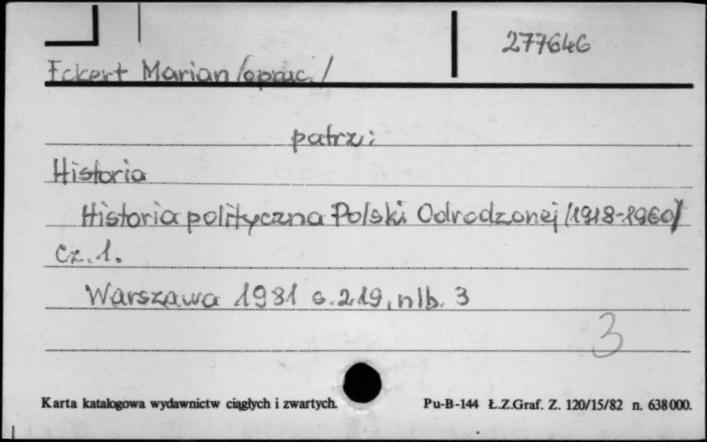 277646
Eckert Marian /oprac./
patrz:
Historia
Historia polityczna Polski Odrodzonej /1918-1960/
cz. 1.
Warszawa 1981 s. 219, nlb. 3
3
Karta katalogowa wydawnictw ciągłych i zwartych. Pu-B-144 Ł.Z.Graf. Z. 120/15/82 n. 638000.